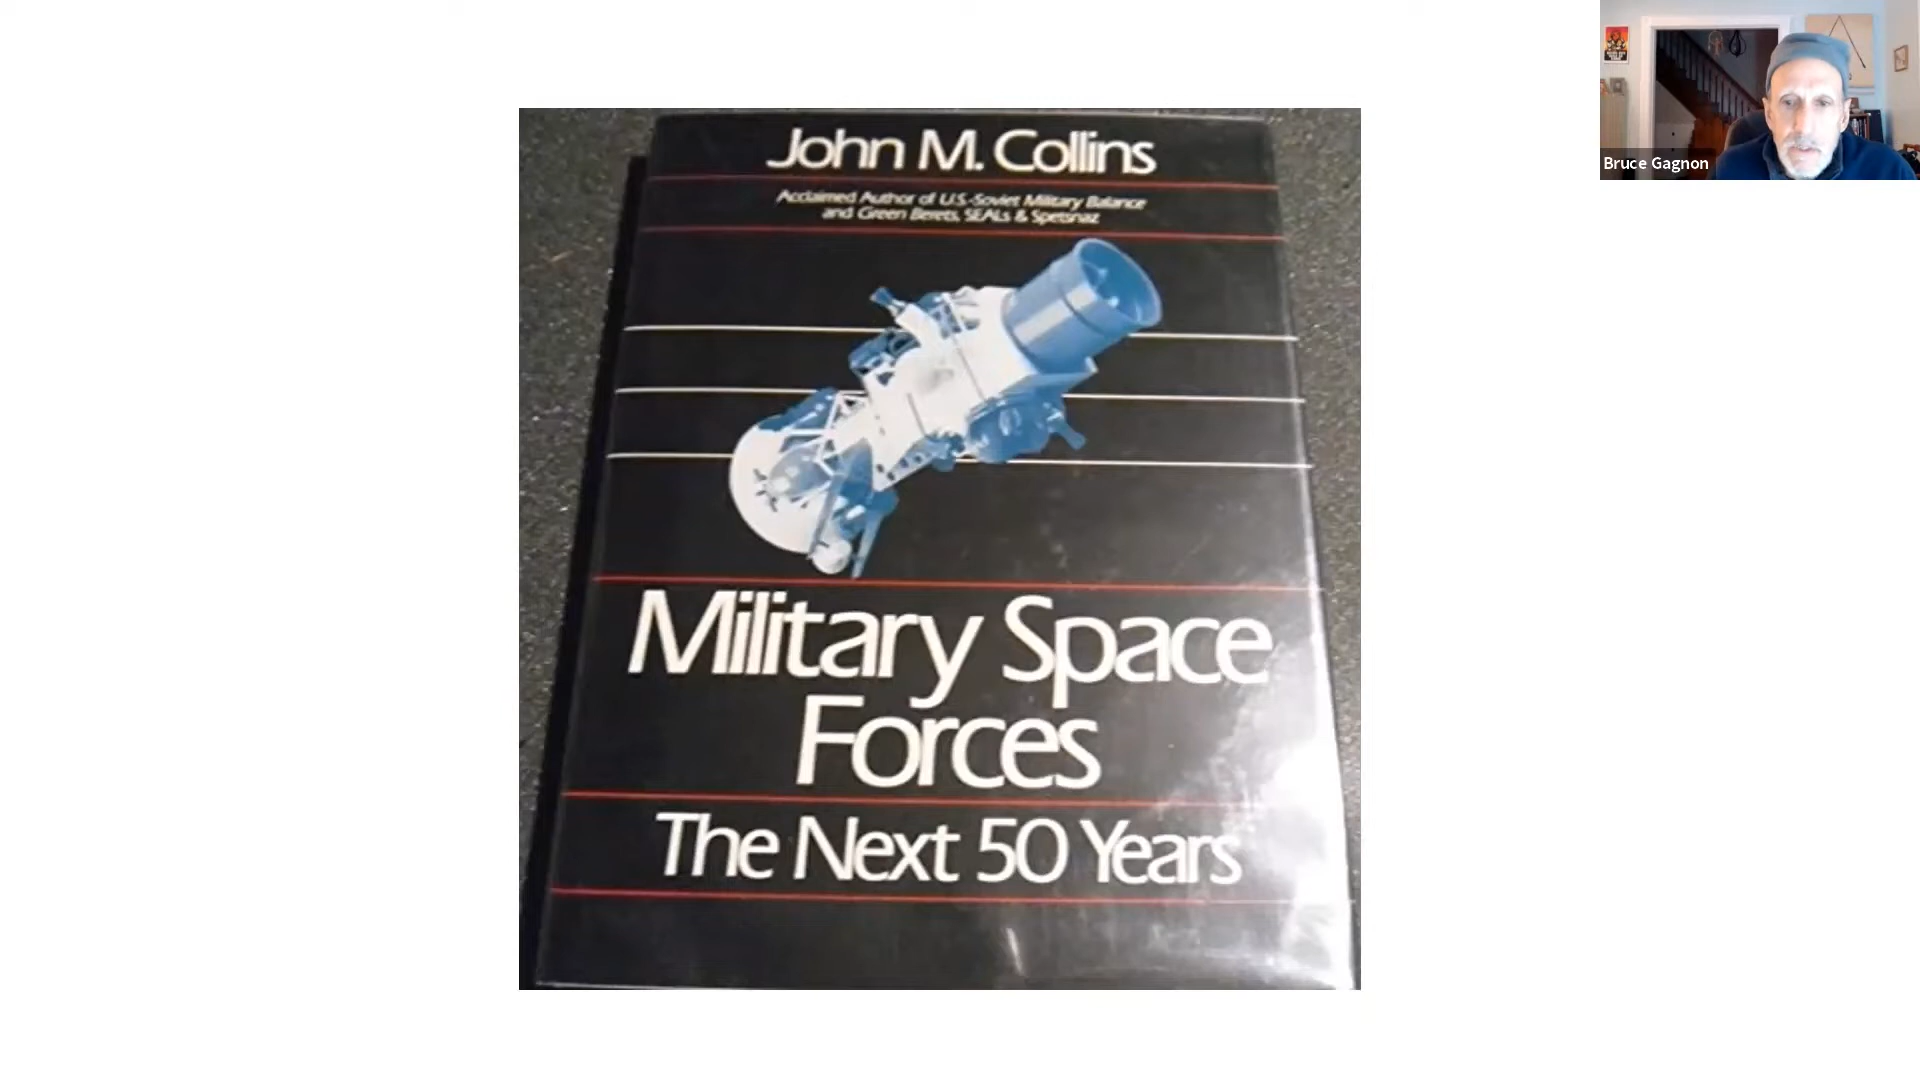 John M. Collins
Acclaimed Author of U.S.-Soviet Military Balance
and Green Berets, SEALs & Spetsnaz
Military Space
Forces
The Next 50 Years
Bruce Gagnon